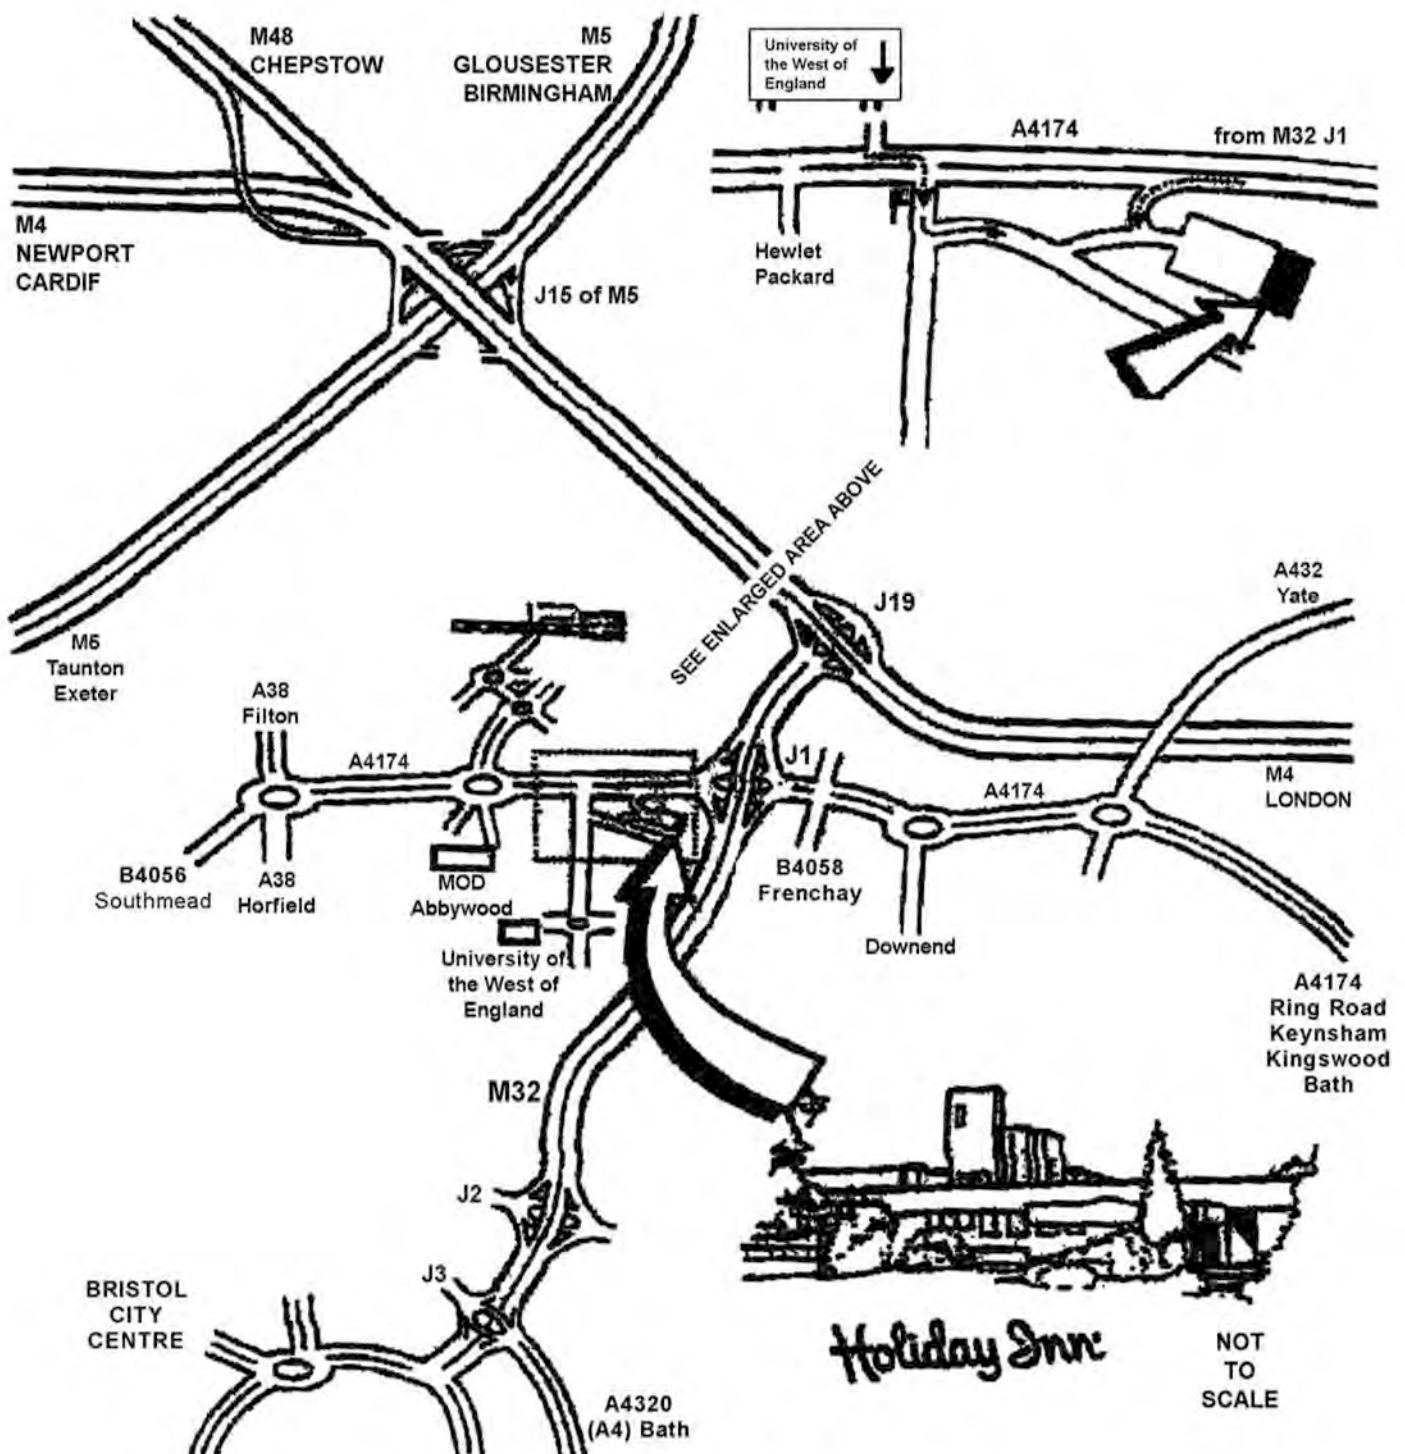 M48
CHEPSTOW
M5
GLOUSESTER
BIRMINGHAM
University of
the West of
England
A4174
from M32 J1
M4
NEWPORT
CARDIF
J15 of M5
Hewlet
Packard
SEE ENLARGED AREA ABOVE
A432
Yate
J19
M6
Taunton
Exeter
A38
Filton
A4174
J1
A4174
M4
LONDON
B4056
Southmead
A38
Horfield
MOD
Abbywood
B4058
Frenchay
Downend
University of
the West of
England
A4174
Ring Road
Keynsham
Kingswood
Bath
M32
J2
J3
BRISTOL
CITY
CENTRE
A4320
(A4) Bath
Holiday Inn
NOT
TO
SCALE